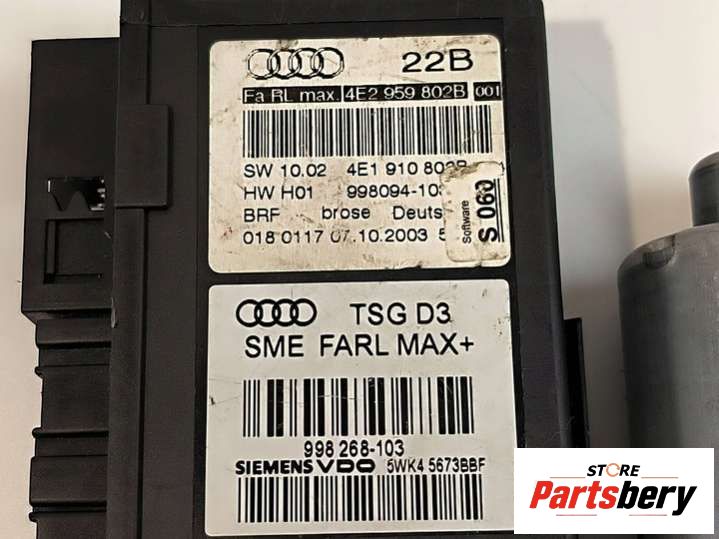 22B
Fa RL max. 4E2 959 802B 001
SW 10.02 4E1 910
HW H01 998094-10
BRF brose Deuts
018 0117 07.10.2003 5
Software
S 060
TSG D3
SME FARL MAX+
998 268-103
SIEMENS VDO 5WK4 5673BBF
STORE
Partsbery